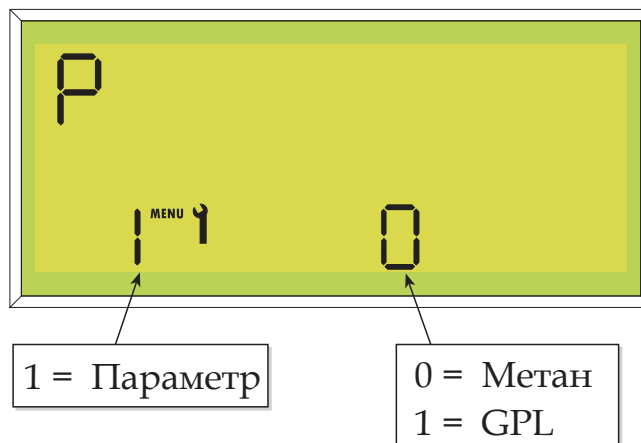 P
1 MENU 0
1 = Параметр
0 = Метан
1 = GPL